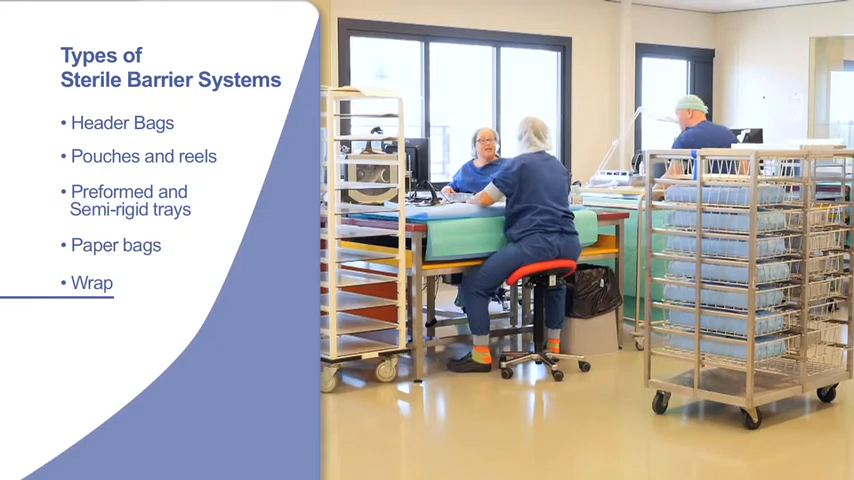 Types of
Sterile Barrier Systems
• Header Bags
• Pouches and reels
• Preformed and
Semi-rigid trays
• Paper bags
• Wrap